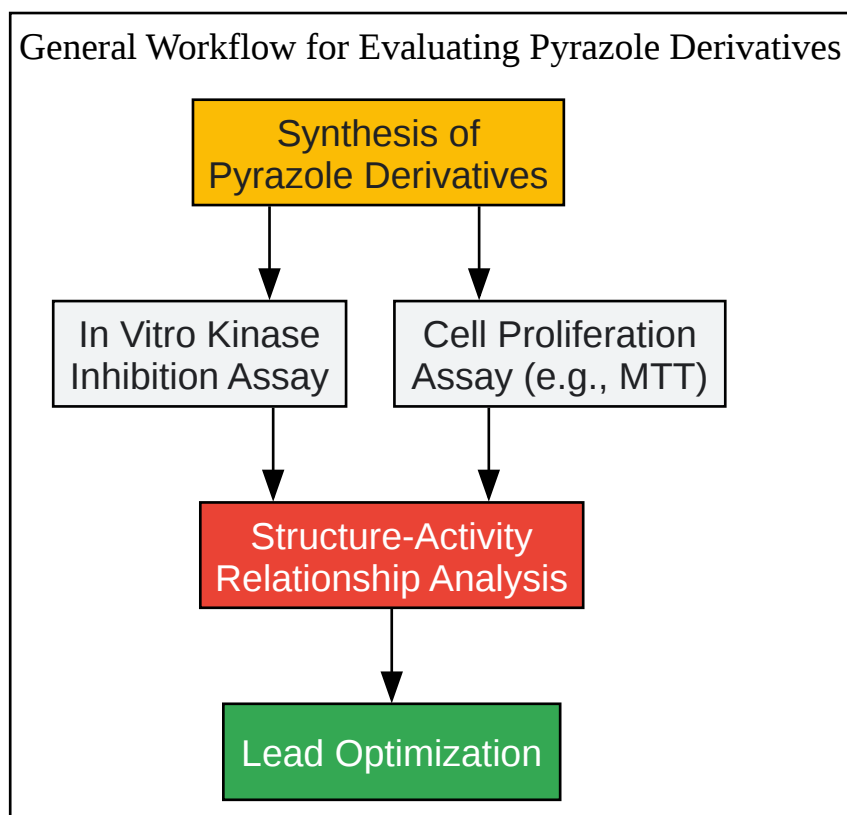 General Workflow for Evaluating Pyrazole Derivatives
Synthesis of
Pyrazole Derivatives
In Vitro Kinase
Inhibition Assay
Cell Proliferation
Assay (e.g., MTT)
Structure-Activity
Relationship Analysis
Lead Optimization